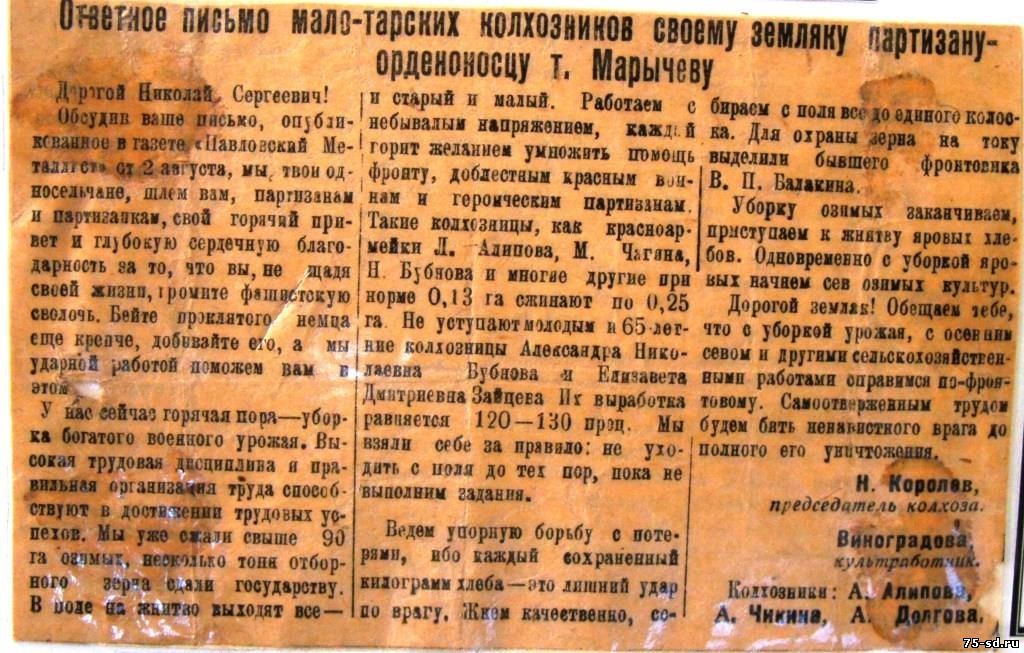 Ответное письмо мало-тарских колхозников своему земляку партизану-
орденоносцу т. Марычеву
Дорогой Николай Сергеевич!
Обсудив ваше письмо, опубли-
кованное в газете «Павловский Ме-
таллист» от 2 августа, мы, твои од-
носельчане, шлем вам, партизанам
и партизанкам, свой горячий при-
вет и глубокую сердечную благо-
дарность за то, что вы, не щадя
своей жизни, громите фашистскую
сволочь. Бейте проклятого немца
еще крепче, добивайте его, а мы
ударной работой поможем вам в
этом.
У нас сейчас горячая пора—убор-
ка богатого военного урожая. Вы-
сокая трудовая дисциплина и пра-
вильная организация труда способ-
ствуют в достижении трудовых ус-
пехов. Мы уже сжали свыше 90
га озимых, несколько тонн отбор-
ного зерна сдали государству.
В поле на жнитво выходят все—
и старый и малый. Работаем с
небывалым напряжением, каждый
горит желанием умножить помощь
фронту, доблестным красным вои-
нам и героическим партизанам.
Такие колхозницы, как красноар-
мейки Л. Алипова, М. Чагина,
Н. Бубнова и многие другие при
норме 0,13 га сжинают по 0,25
га. Не уступают молодым и 65-лет-
ние колхозницы Александра Нико-
лаевна Бубнова и Елизавета
Дмитриевна Зайцева Их выработка
равняется 120—130 проц. Мы
взяли себе за правило: не ухо-
дить с поля до тех пор, пока не
выполним задания.
Ведем упорную борьбу с поте-
рями, ибо каждый сохраненный
килограмм хлеба—это лишний удар
по врагу. Жнем качественно, со-
бираем с поля все до единого колос-
ка. Для охраны зерна на току
выделили бывшего фронтовика
В. П. Балакина.
Уборку озимых заканчиваем,
приступаем к жнитву яровых хле-
бов. Одновременно с уборкой яро-
вых начнем сев озимых культур.
Дорогой земляк! Обещаем тебе,
что с уборкой урожая, с осенним
севом и другими сельскохозяйствен-
ными работами справимся по-фрон-
товому. Самоотверженным трудом
будем бить ненавистного врага до
полного его уничтожения.
Н. Королев,
председатель колхоза.
Виноградова,
культработник.
Колхозники: А. Алипова,
А. Чикина, А. Долгова.
75-sd.ru